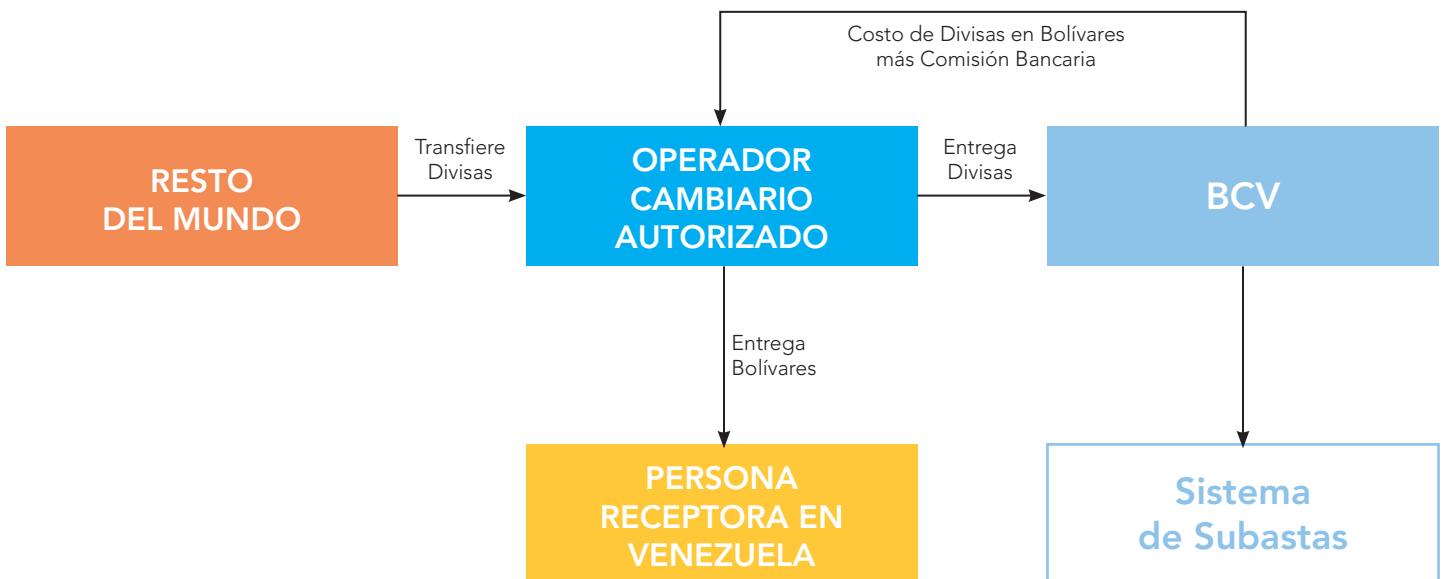 Costo de Divisas en Bolívares
más Comisión Bancaria
RESTO
DEL MUNDO
Transfiere
Divisas
OPERADOR
CAMBIARIO
AUTORIZADO
Entrega
Divisas
BCV
Entrega
Bolívares
PERSONA
RECEPTORA EN
VENEZUELA
Sistema
de Subastas